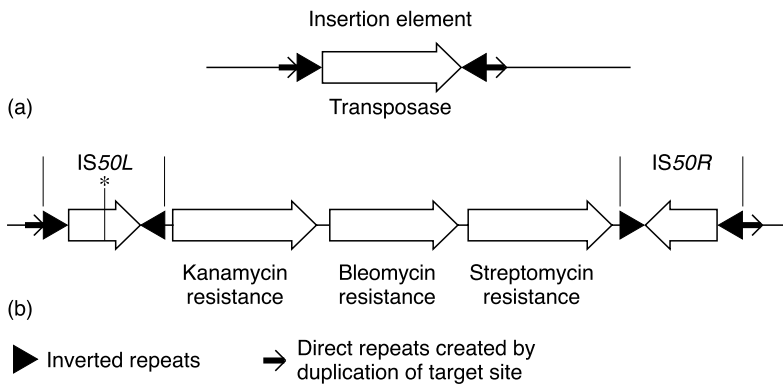 Insertion element
Transposase
(a)
IS50L
*
IS50R
Kanamycin
resistance
Bleomycin
resistance
Streptomycin
resistance
(b)
Inverted repeats
Direct repeats created by
duplication of target site